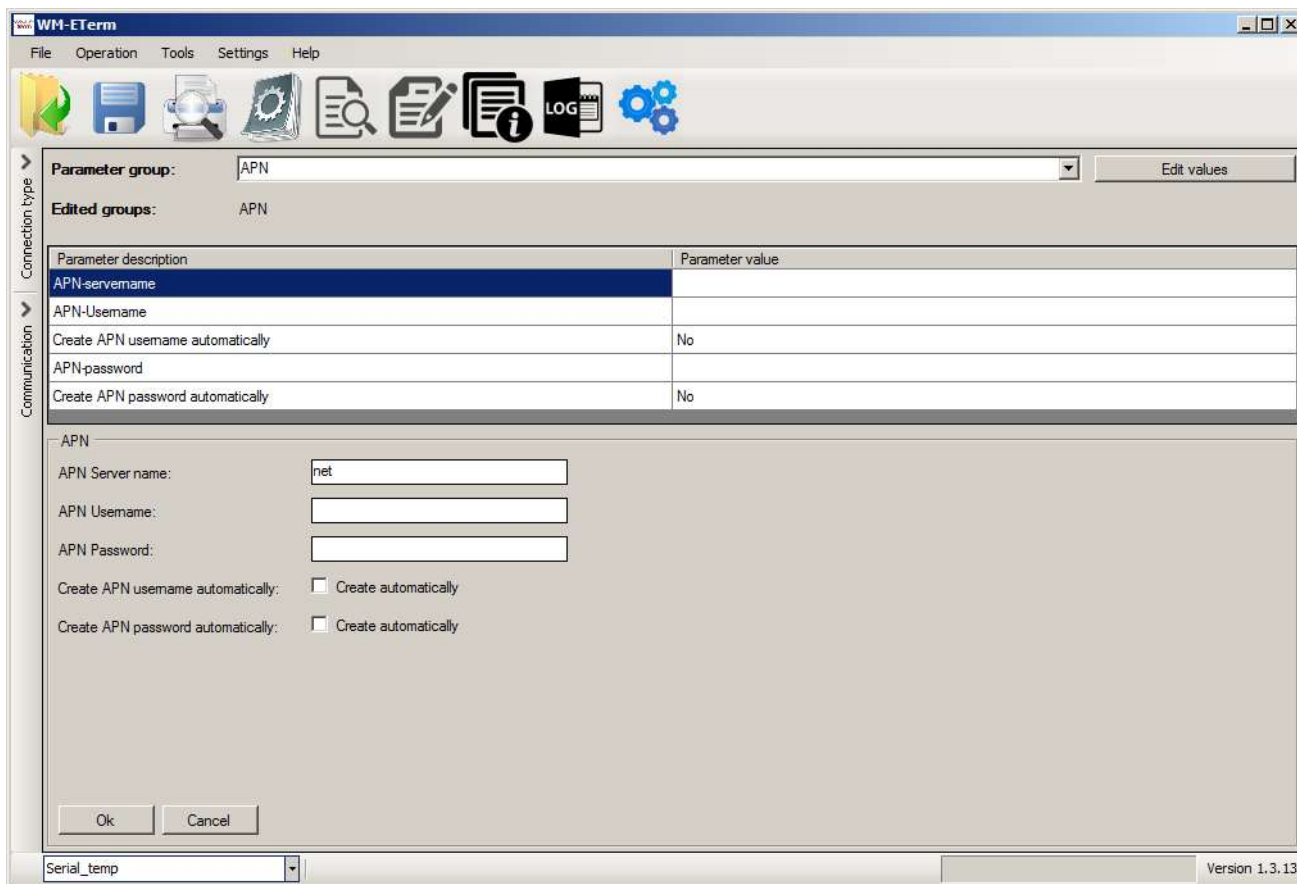 WM-ETerm
File Operation Tools Settings Help
LOG
Parameter group: APN Edit values
Edited groups: APN
Connection type
Communication
Parameter description Parameter value
APN-servername
APN-Username
Create APN username automatically No
APN-password
Create APN password automatically No
APN
APN Server name: net
APN Username:
APN Password:
Create APN username automatically: Create automatically
Create APN password automatically: Create automatically
Ok Cancel
Serial_temp Version 1.3.13